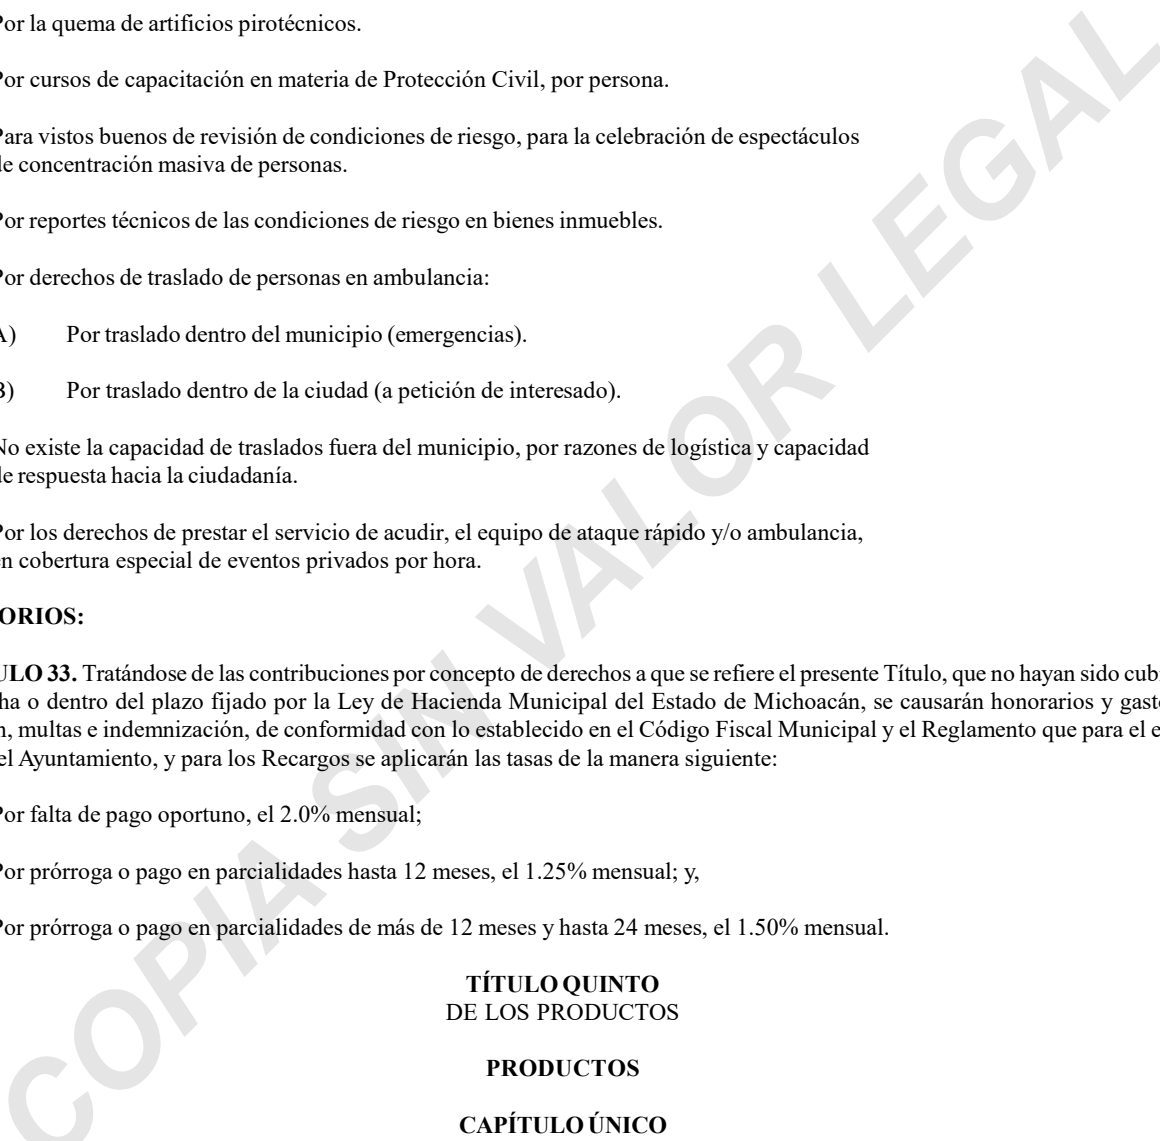 Por la quema de artificios pirotécnicos.
Por cursos de capacitación en materia de Protección Civil, por persona.
Para vistos buenos de revisión de condiciones de riesgo, para la celebración de espectáculos
de concentración masiva de personas.
Por reportes técnicos de las condiciones de riesgo en bienes inmuebles.
Por derechos de traslado de personas en ambulancia:
A) Por traslado dentro del municipio (emergencias).
B) Por traslado dentro de la ciudad (a petición de interesado).
No existe la capacidad de traslados fuera del municipio, por razones de logística y capacidad
de respuesta hacia la ciudadanía.
Por los derechos de prestar el servicio de acudir, el equipo de ataque rápido y/o ambulancia,
en cobertura especial de eventos privados por hora.
ORIOS:
ULO 33. Tratándose de las contribuciones por concepto de derechos a que se refiere el presente Título, que no hayan sido cub
ha o dentro del plazo fijado por la Ley de Hacienda Municipal del Estado de Michoacán, se causarán honorarios y gast
n, multas e indemnización, de conformidad con lo establecido en el Código Fiscal Municipal y el Reglamento que para el e
el Ayuntamiento, y para los Recargos se aplicarán las tasas de la manera siguiente:
Por falta de pago oportuno, el 2.0% mensual;
Por prórroga o pago en parcialidades hasta 12 meses, el 1.25% mensual; y,
Por prórroga o pago en parcialidades de más de 12 meses y hasta 24 meses, el 1.50% mensual.
TÍTULO QUINTO
DE LOS PRODUCTOS
PRODUCTOS
CAPÍTULO ÚNICO
COPIA SIN VALOR LEGAL